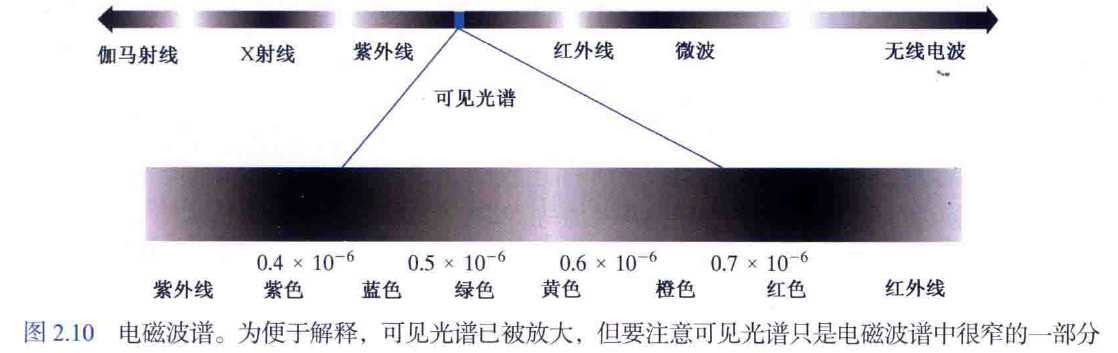 伽马射线 X射线 紫外线 红外线 微波 无线电波
可见光谱
0.4 × 10⁻⁶ 0.5 × 10⁻⁶ 0.6 × 10⁻⁶ 0.7 × 10⁻⁶
紫外线 紫色 蓝色 绿色 黄色 橙色 红色 红外线
图 2.10 电磁波谱。为便于解释，可见光谱已被放大，但要注意可见光谱只是电磁波谱中很窄的一部分